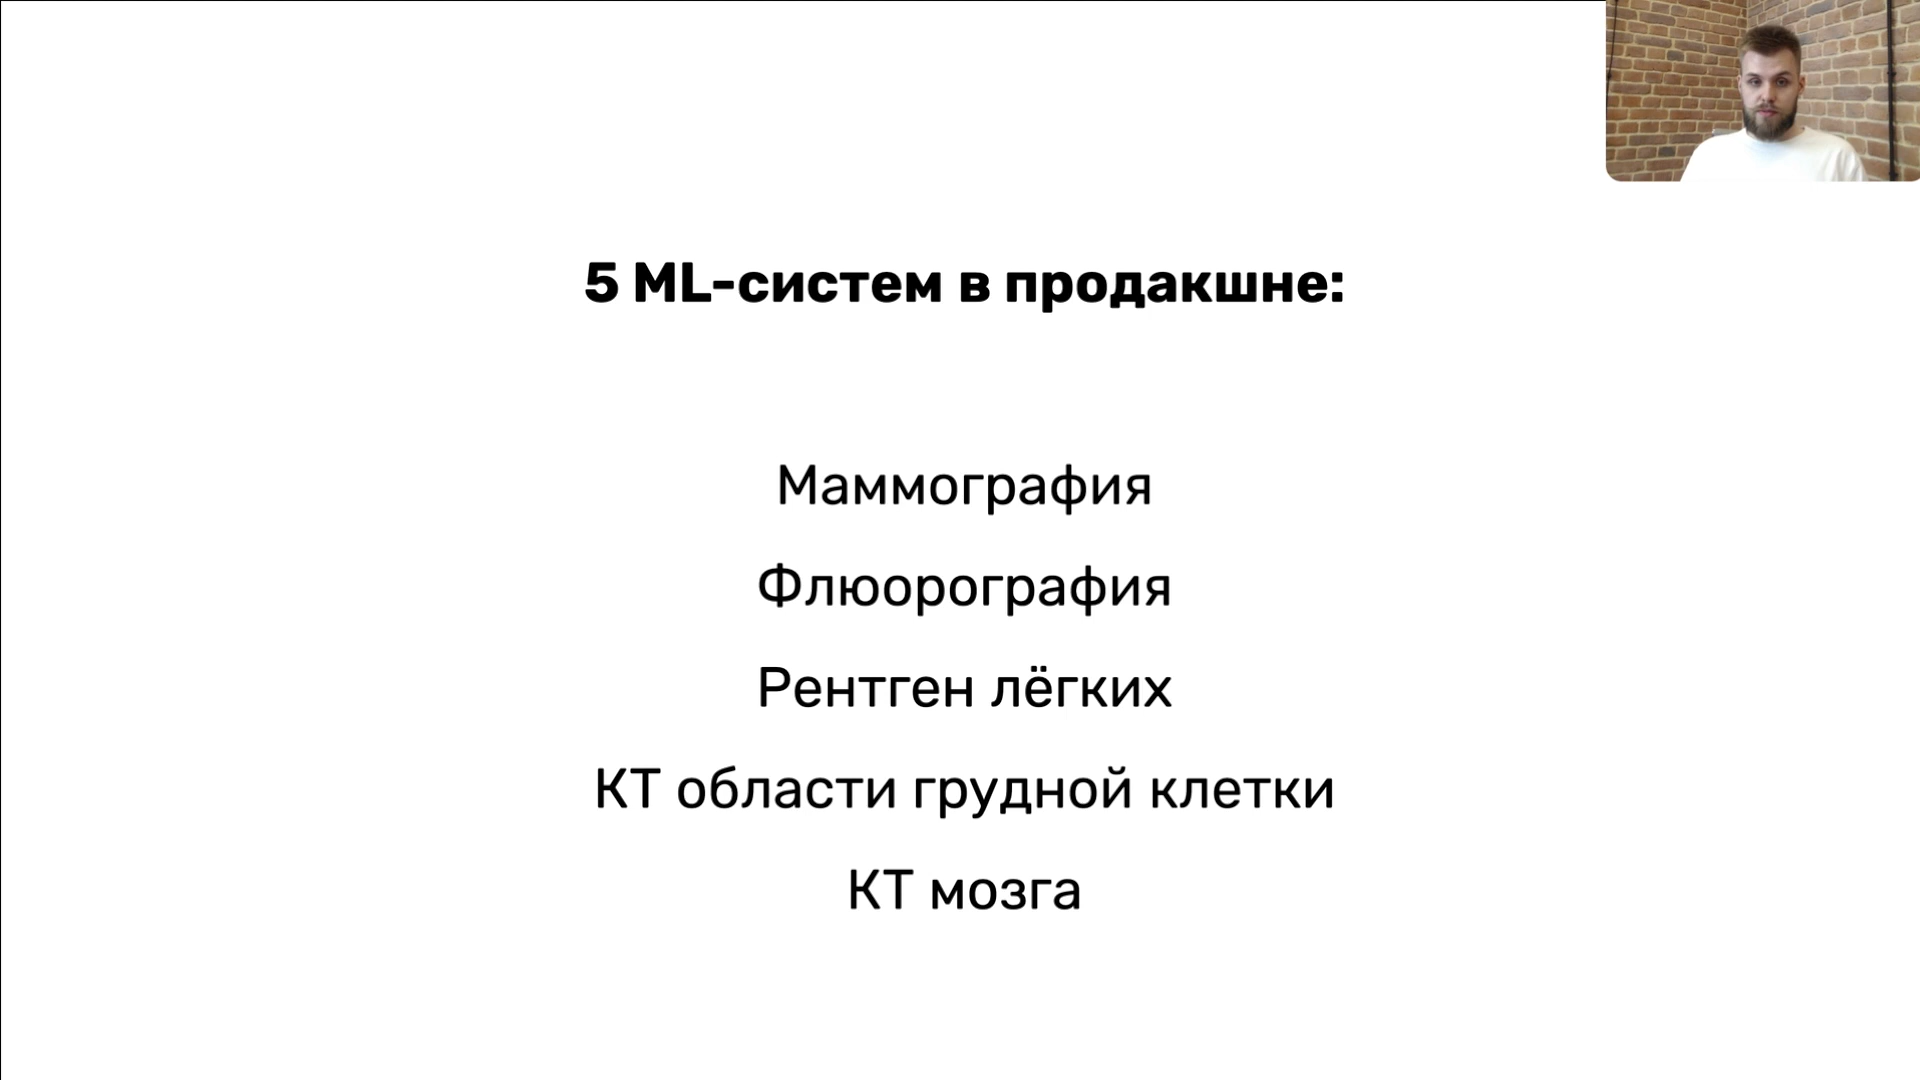 5 ML-систем в продакшне:
Маммография
Флюорография
Рентген лёгких
КТ области грудной клетки
КТ мозга